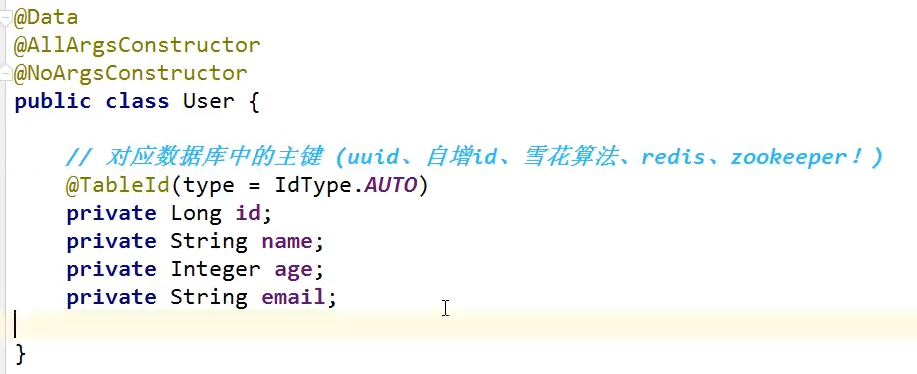 @Data
@AllArgsConstructor
@NoArgsConstructor
public class User {
// 对应数据库中的主键 (uuid、自增id、雪花算法、redis、zookeeper！)
@TableId(type = IdType.AUTO)
private Long id;
private String name;
private Integer age;
private String email;
}